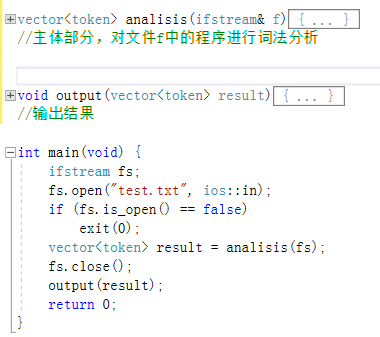 vector<token> analisis(ifstream& f) { ... }
//主体部分，对文件f中的程序进行词法分析
void output(vector<token> result) { ... }
//输出结果
int main(void) {
ifstream fs;
fs.open("test.txt", ios::in);
if (fs.is_open() == false)
exit(0);
vector<token> result = analisis(fs);
fs.close();
output(result);
return 0;
}